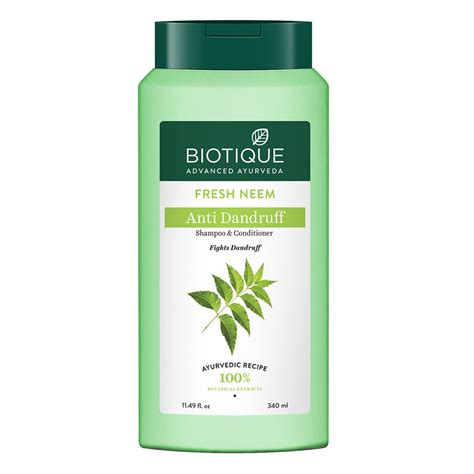 BIOTIQUE
ADVANCED AYURVEDA
FRESH NEEM
Anti Dandruff
Shampoo & Conditioner
Fights Dandruff
AYURVEDIC RECIPE
100%
BOTANICAL EXTRACTS
11.49 fl. oz 340 ml